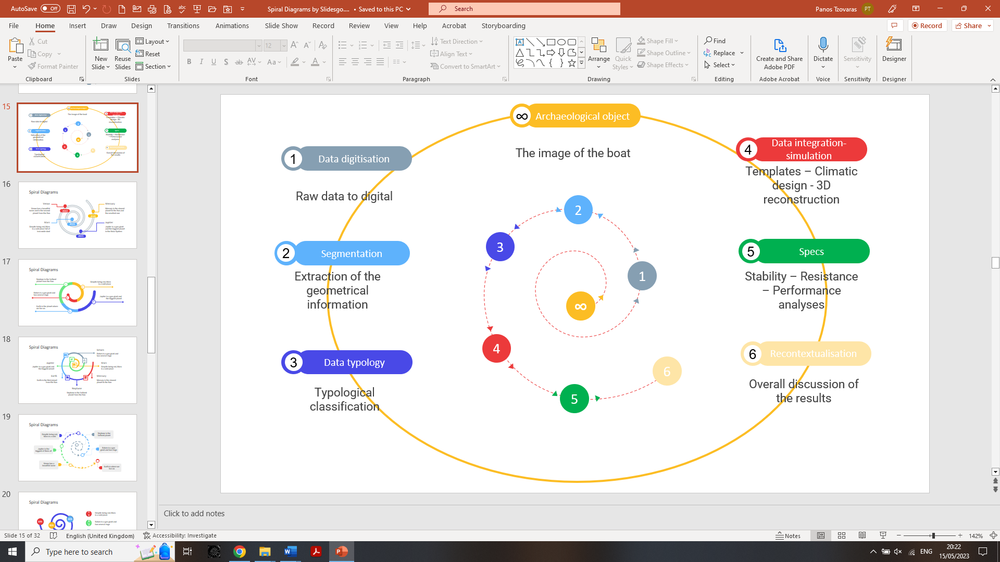 AutoSave Off
Spiral Diagrams by Slidesgo.... • Saved to this PC
Search
Panos Tzovaras PT
File Home Insert Draw Design Transitions Animations Slide Show Record Review View Help Acrobat Storyboarding
Record Share
Paste
Cut
Copy
Format Painter
Clipboard
New Slide
Reuse Slides
Layout
Reset
Section
Slides
12
Font
Text Direction
Align Text
Convert to SmartArt
Paragraph
Arrange
Quick Styles
Shape Fill
Shape Outline
Shape Effects
Drawing
Find
Replace
Select
Editing
Create and Share
Adobe PDF
Adobe Acrobat
Dictate
Voice
Sensitivity
Sensitivity
Designer
Designer
15
16
Spiral Diagrams
17
Spiral Diagrams
18
Spiral Diagrams
19
Spiral Diagrams
20
Spiral Diagrams
∞ Archaeological object
The image of the boat
1 Data digitisation
Raw data to digital
2 Segmentation
Extraction of the
geometrical
information
3 Data typology
Typological
classification
4 Data integration-
simulation
Templates – Climatic
design - 3D
reconstruction
5 Specs
Stability – Resistance
– Performance
analyses
6 Recontextualisation
Overall discussion of
the results
2
3
1
∞
4
6
5
Click to add notes
Slide 15 of 32 English (United Kingdom) Accessibility: Investigate
Notes 142%
Type here to search
ENG
20:22
15/05/2023